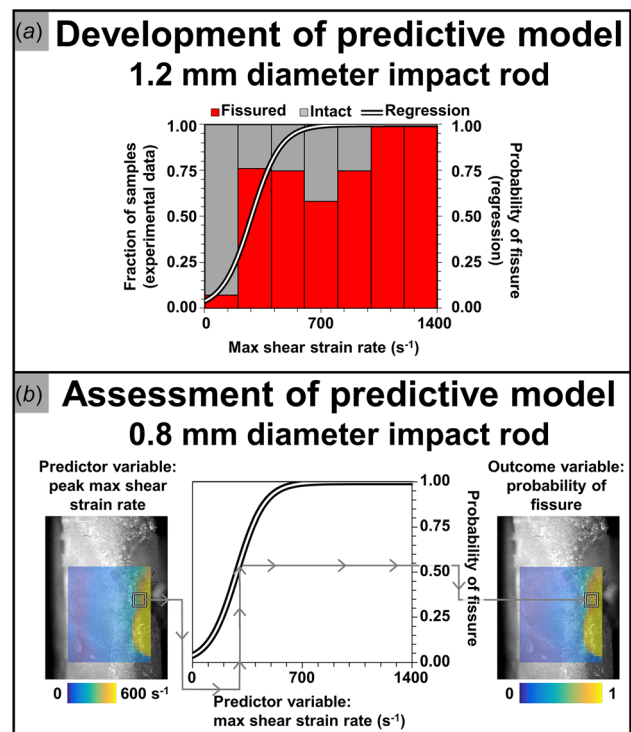 (a) Development of predictive model
1.2 mm diameter impact rod
Fissured Intact Regression
1.00
0.75
0.50
0.25
0.00
Fraction of samples
(experimental data)
1.00
0.75
0.50
0.25
0.00
Probability of fissure
(regression)
0 700 1400
Max shear strain rate (s⁻¹)
(b) Assessment of predictive model
0.8 mm diameter impact rod
Predictor variable:
peak max shear
strain rate
0 600 s⁻¹
1.00
0.75
0.50
0.25
0.00
Probability of fissure
0 700 1400
Predictor variable:
max shear strain rate (s⁻¹)
Outcome variable:
probability of
fissure
0 1